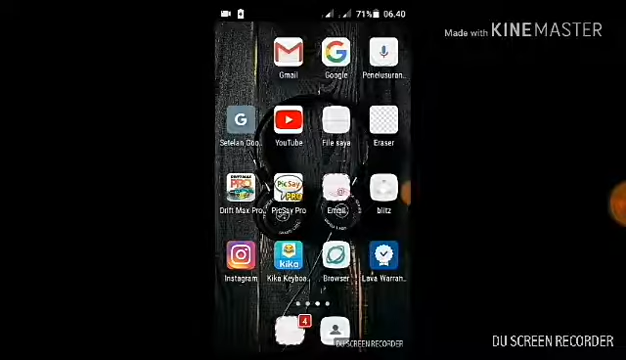 71% 06.40
Made with KINEMASTER
Gmail Google Penelusuran..
Setelan Goo.. YouTube File saya Eraser
Drift Max Pro.. PicSay Pro Email blitz
Instagram Kika Keyboa.. Browser Lava Warran..
4
DU SCREEN RECORDER
DU SCREEN RECORDER